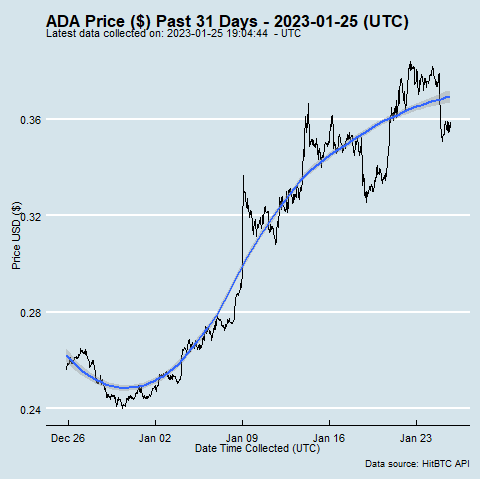 ADA Price ($) Past 31 Days - 2023-01-25 (UTC)
Latest data collected on: 2023-01-25 19:04:44 - UTC
Price USD ($)
0.36
0.32
0.28
0.24
Dec 26 Jan 02 Jan 09 Jan 16 Jan 23
Date Time Collected (UTC)
Data source: HitBTC API